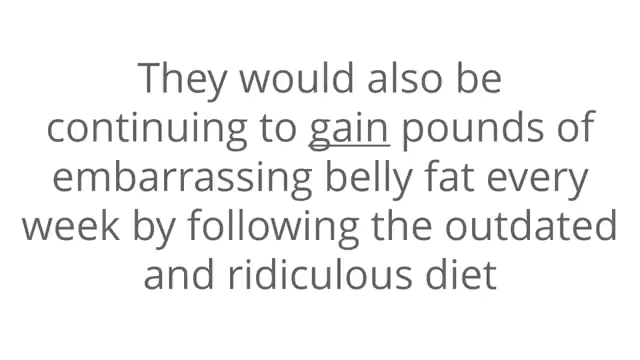 They would also be
continuing to gain pounds of
embarrassing belly fat every
week by following the outdated
and ridiculous diet